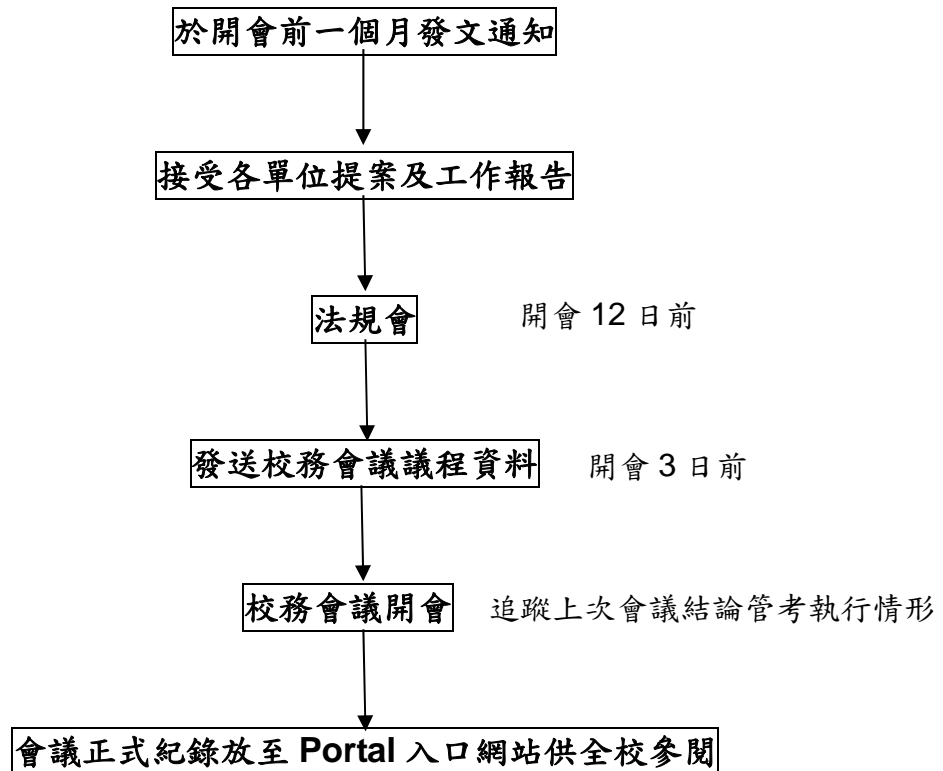 於開會前一個月發文通知
接受各單位提案及工作報告
法規會 開會 12 日前
發送校務會議議程資料 開會 3 日前
校務會議開會 追蹤上次會議結論管考執行情形
會議正式紀錄放至 Portal 入口網站供全校參閱